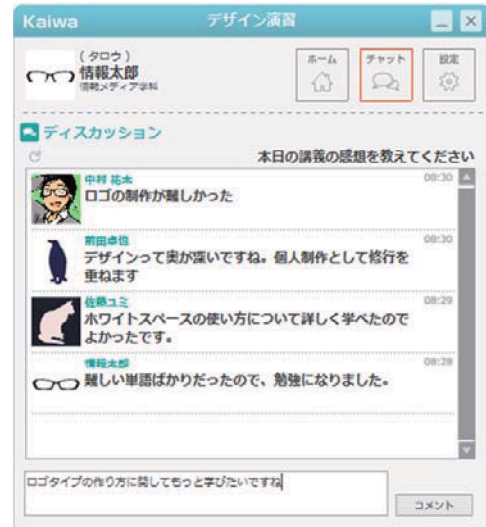 Kaiwa
デザイン演習
(タロウ)
情報太郎
情報メディア学科
ホーム
チャット
設定
ディスカッション
本日の講義の感想を教えてください
中村 祐太
08:30
ロゴの制作が難しかった
前田卓也
08:30
デザインって奥が深いですね。個人制作として修行を
重ねます
佐藤ユミ
08:29
ホワイトスペースの使い方について詳しく学べたので
よかったです。
情報太郎
08:28
難しい単語ばかりだったので、勉強になりました。
ロゴタイプの作り方に関してもっと学びたいですね
コメント